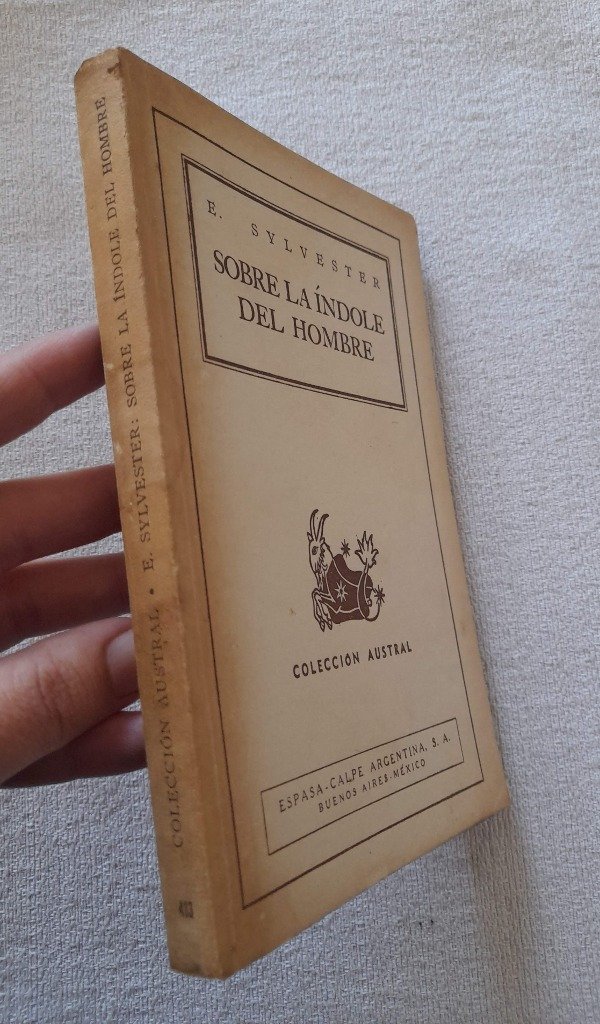 E. SYLVESTER
SOBRE LA ÍNDOLE
DEL HOMBRE
COLECCIÓN AUSTRAL
ESPASA-CALPE ARGENTINA, S. A.
BUENOS AIRES-MÉXICO
COLECCIÓN AUSTRAL • E. SYLVESTER: SOBRE LA ÍNDOLE DEL HOMBRE